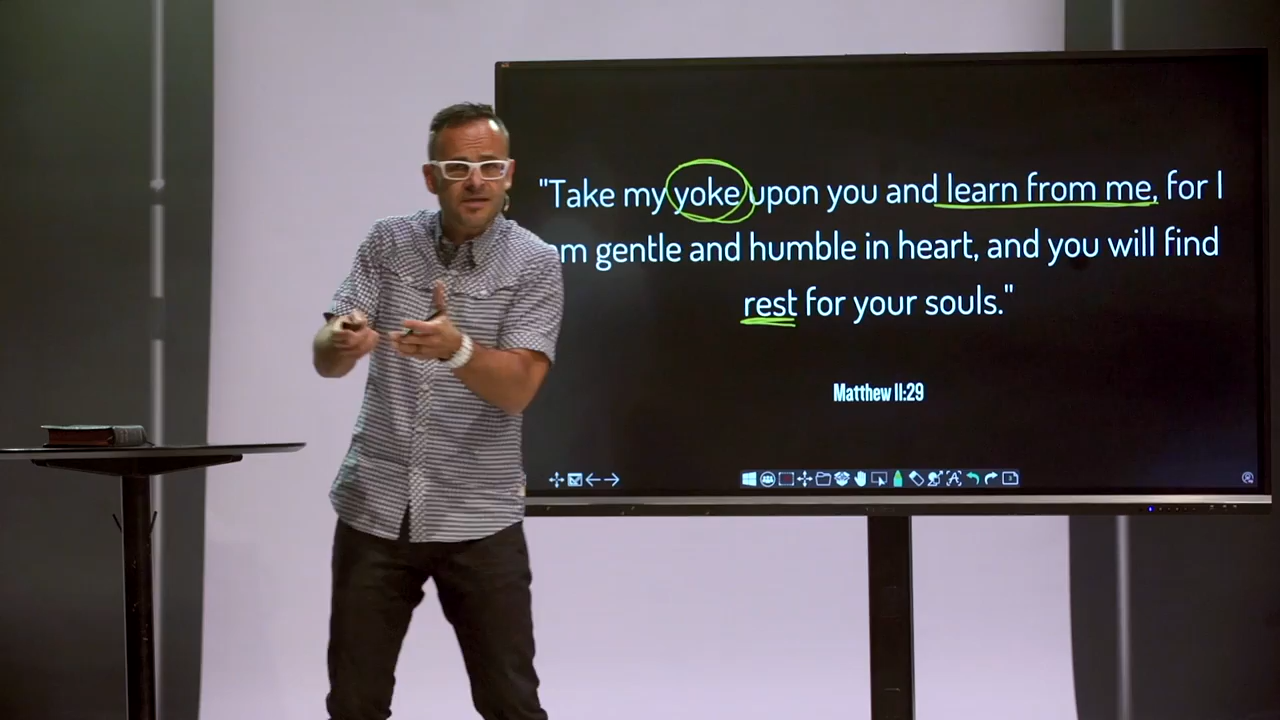 "Take my yoke upon you and learn from me, for I
am gentle and humble in heart, and you will find
rest for your souls."
Matthew 11:29